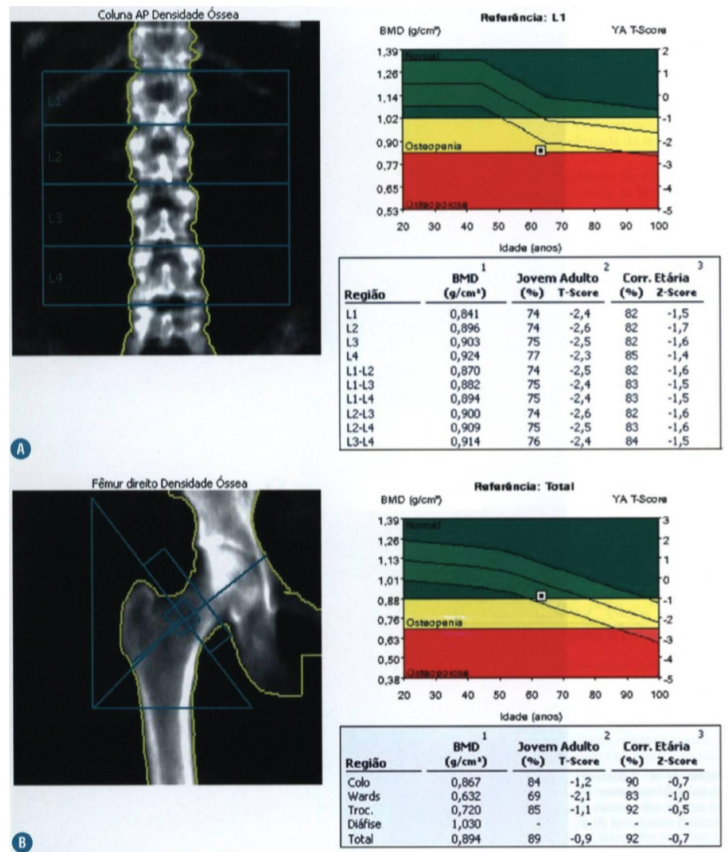 Coluna AP Densidade Óssea
L1
L2
L3
L4
A
Referência: L1
BMD (g/cm²) YA T-Score
1,39 2
1,26 1
1,14 0
1,02 -1
0,90 -2
0,77 -3
0,65 -4
0,53 -5
Normal
Osteopenia
Osteoporose
20 30 40 50 60 70 80 90 100
Idade (anos)
BMD 1 Jovem Adulto 2 Corr. Etária 3
Região (g/cm²) (%) T-Score (%) Z-Score
L1 0,841 74 -2,4 82 -1,5
L2 0,896 74 -2,6 82 -1,7
L3 0,903 75 -2,5 82 -1,6
L4 0,924 77 -2,3 85 -1,4
L1-L2 0,870 74 -2,5 82 -1,6
L1-L3 0,882 75 -2,4 83 -1,5
L1-L4 0,894 75 -2,4 83 -1,5
L2-L3 0,900 74 -2,6 82 -1,6
L2-L4 0,909 75 -2,5 83 -1,6
L3-L4 0,914 76 -2,4 84 -1,5
Fêmur direito Densidade Óssea
B
Referência: Total
BMD (g/cm²) YA T-Score
1,39 3
1,26 2
1,13 1
1,01 0
0,88 -1
0,76 -2
0,63 -3
0,50 -4
0,38 -5
Normal
Osteopenia
Osteoporose
20 30 40 50 60 70 80 90 100
Idade (anos)
BMD 1 Jovem Adulto 2 Corr. Etária 3
Região (g/cm²) (%) T-Score (%) Z-Score
Colo 0,867 84 -1,2 90 -0,7
Wards 0,632 69 -2,1 83 -1,0
Troc. 0,720 85 -1,1 92 -0,5
Diáfise 1,030 - - - -
Total 0,894 89 -0,9 92 -0,7